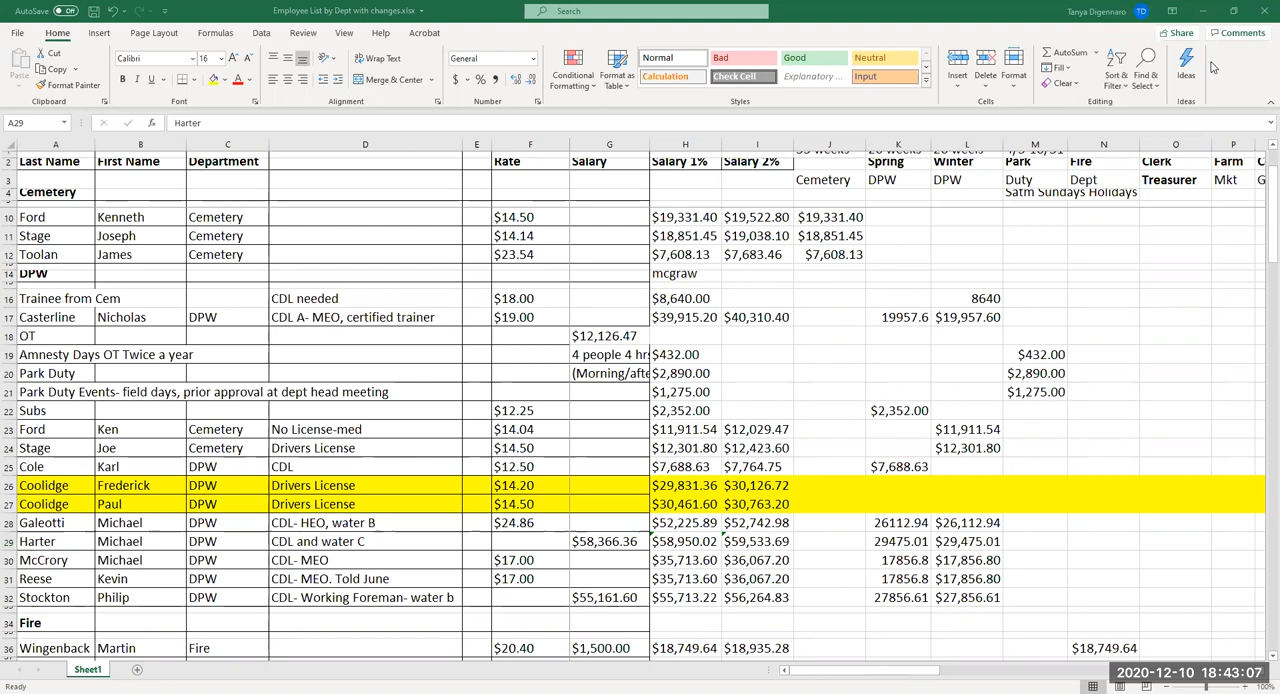 AutoSave Off Employee List by Dept with changes.xlsx Search Tanya Digennaro TD
File Home Insert Page Layout Formulas Data Review View Help Acrobat Share Comments
Paste Cut Copy Format Painter Clipboard
Calibri 16 B I U Font
Wrap Text Merge & Center Alignment
General $ % Number
Conditional Formatting Format as Table
Normal Bad Good Neutral
Calculation Check Cell Explanatory ... Input
Styles
Insert Delete Format Cells
AutoSum Fill Clear Sort & Filter Find & Select Editing
Ideas Ideas
A29 fx Harter
A B C D E F G H I J K L M N O P
2 Last Name First Name Department Rate Salary Salary 1% Salary 2% Spring Winter Park Fire Clerk Farm
3 Cemetery DPW DPW Duty Dept Treasurer Mkt G
4 Cemetery Satm Sundays Holidays
10 Ford Kenneth Cemetery $14.50 $19,331.40 $19,522.80 $19,331.40
11 Stage Joseph Cemetery $14.14 $18,851.45 $19,038.10 $18,851.45
12 Toolan James Cemetery $23.54 $7,608.13 $7,683.46 $7,608.13
14 DPW mcgraw
16 Trainee from Cem CDL needed $18.00 $8,640.00 8640
17 Casterline Nicholas DPW CDL A- MEO, certified trainer $19.00 $39,915.20 $40,310.40 19957.6 $19,957.60
18 OT $12,126.47
19 Amnesty Days OT Twice a year 4 people 4 hrs $432.00 $432.00
20 Park Duty (Morning/afte $2,890.00 $2,890.00
21 Park Duty Events- field days, prior approval at dept head meeting $1,275.00 $1,275.00
22 Subs $12.25 $2,352.00 $2,352.00
23 Ford Ken Cemetery No License-med $14.04 $11,911.54 $12,029.47 $11,911.54
24 Stage Joe Cemetery Drivers License $14.50 $12,301.80 $12,423.60 $12,301.80
25 Cole Karl DPW CDL $12.50 $7,688.63 $7,764.75 $7,688.63
26 Coolidge Frederick DPW Drivers License $14.20 $29,831.36 $30,126.72
27 Coolidge Paul DPW Drivers License $14.50 $30,461.60 $30,763.20
28 Galeotti Michael DPW CDL- HEO, water B $24.86 $52,225.89 $52,742.98 26112.94 $26,112.94
29 Harter Michael DPW CDL and water C $58,366.36 $58,950.02 $59,533.69 29475.01 $29,475.01
30 McCrory Michael DPW CDL- MEO $17.00 $35,713.60 $36,067.20 17856.8 $17,856.80
31 Reese Kevin DPW CDL- MEO. Told June $17.00 $35,713.60 $36,067.20 17856.8 $17,856.80
32 Stockton Philip DPW CDL- Working Foreman- water b $55,161.60 $55,713.22 $56,264.83 27856.61 $27,856.61
34 Fire
36 Wingenback Martin Fire $20.40 $1,500.00 $18,749.64 $18,935.28 $18,749.64
Sheet1
2020-12-10 18:43:07
Ready 100%